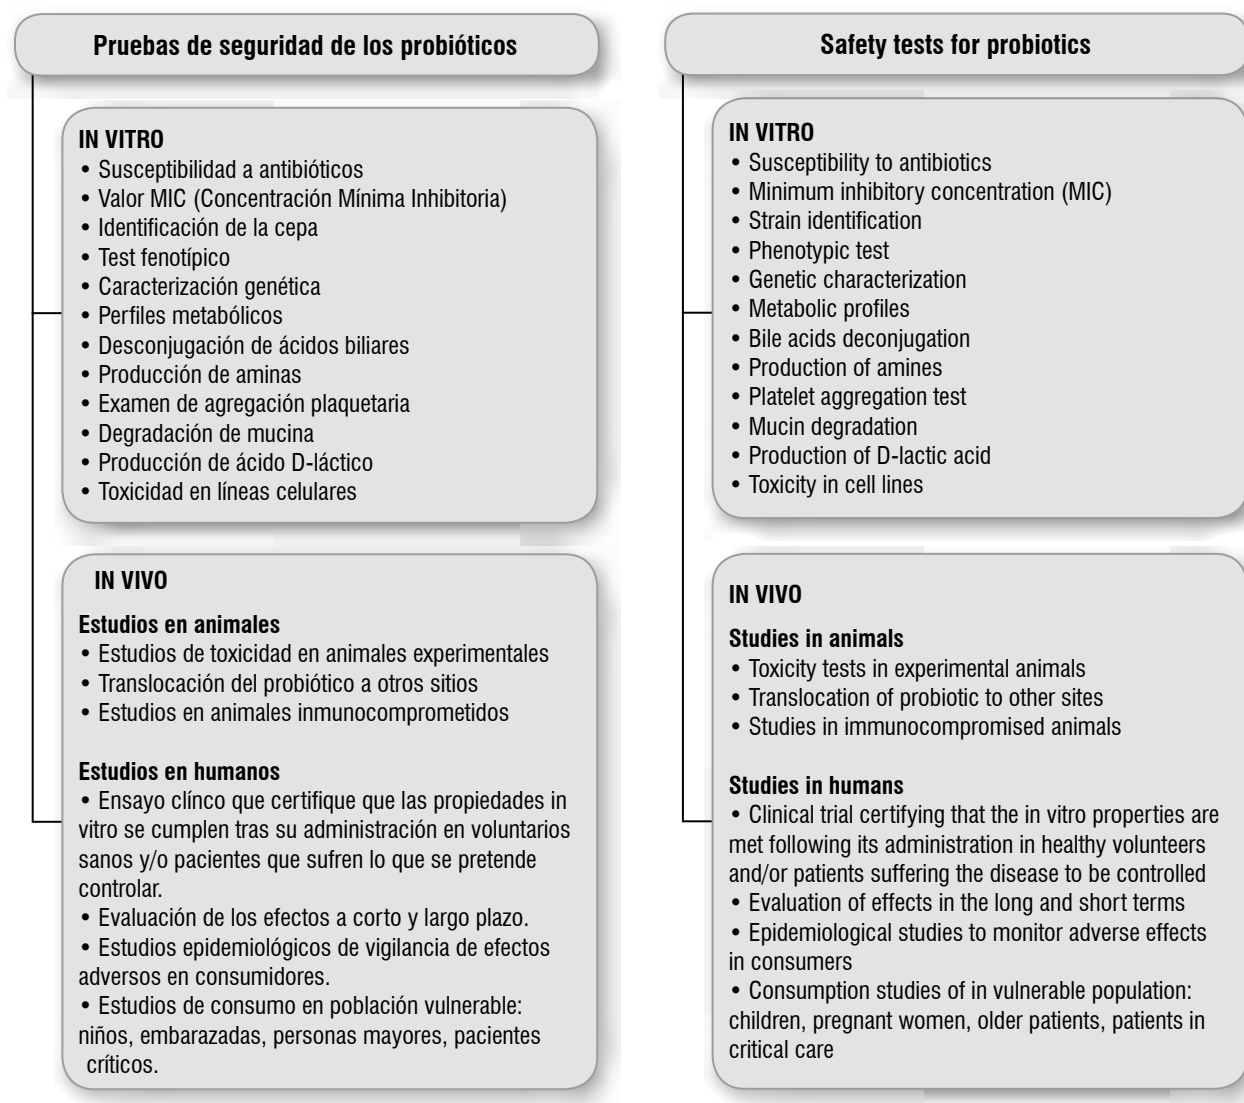 Pruebas de seguridad de los probióticos
IN VITRO
• Susceptibilidad a antibióticos
• Valor MIC (Concentración Mínima Inhibitoria)
• Identificación de la cepa
• Test fenotípico
• Caracterización genética
• Perfiles metabólicos
• Desconjugación de ácidos biliares
• Producción de aminas
• Examen de agregación plaquetaria
• Degradación de mucina
• Producción de ácido D-láctico
• Toxicidad en líneas celulares
IN VIVO
Estudios en animales
• Estudios de toxicidad en animales experimentales
• Translocación del probiótico a otros sitios
• Estudios en animales inmunocomprometidos
Estudios en humanos
• Ensayo clínco que certifique que las propiedades in
vitro se cumplen tras su administración en voluntarios
sanos y/o pacientes que sufren lo que se pretende
controlar.
• Evaluación de los efectos a corto y largo plazo.
• Estudios epidemiológicos de vigilancia de efectos
adversos en consumidores.
• Estudios de consumo en población vulnerable:
niños, embarazadas, personas mayores, pacientes
críticos.
Safety tests for probiotics
IN VITRO
• Susceptibility to antibiotics
• Minimum inhibitory concentration (MIC)
• Strain identification
• Phenotypic test
• Genetic characterization
• Metabolic profiles
• Bile acids deconjugation
• Production of amines
• Platelet aggregation test
• Mucin degradation
• Production of D-lactic acid
• Toxicity in cell lines
IN VIVO
Studies in animals
• Toxicity tests in experimental animals
• Translocation of probiotic to other sites
• Studies in immunocompromised animals
Studies in humans
• Clinical trial certifying that the in vitro properties are
met following its administration in healthy volunteers
and/or patients suffering the disease to be controlled
• Evaluation of effects in the long and short terms
• Epidemiological studies to monitor adverse effects
in consumers
• Consumption studies of in vulnerable population:
children, pregnant women, older patients, patients in
critical care